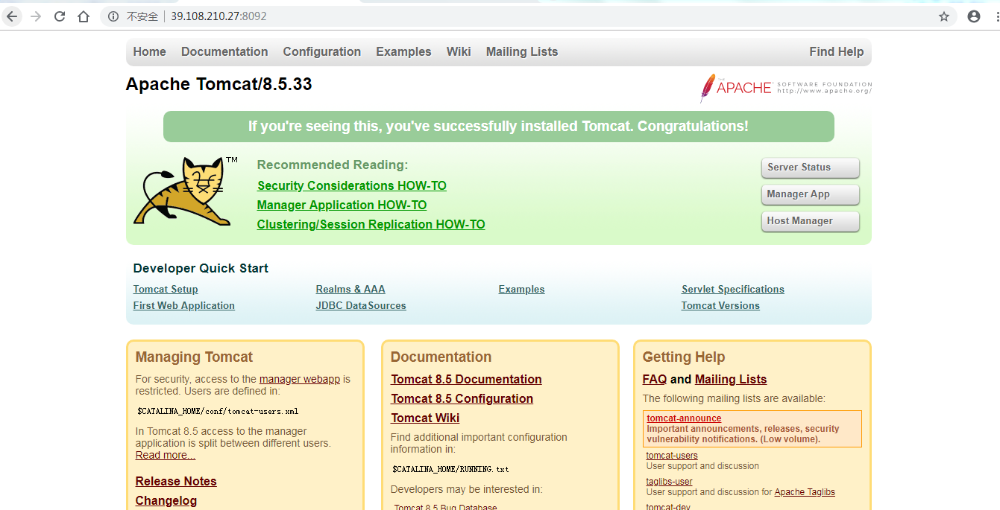 不安全 39.108.210.27:8092
Home Documentation Configuration Examples Wiki Mailing Lists Find Help
Apache Tomcat/8.5.33
THE APACHE SOFTWARE FOUNDATION
http://www.apache.org/
If you're seeing this, you've successfully installed Tomcat. Congratulations!
TM
Recommended Reading:
Security Considerations HOW-TO
Manager Application HOW-TO
Clustering/Session Replication HOW-TO
Server Status
Manager App
Host Manager
Developer Quick Start
Tomcat Setup
First Web Application
Realms & AAA
JDBC DataSources
Examples
Servlet Specifications
Tomcat Versions
Managing Tomcat
For security, access to the manager webapp is
restricted. Users are defined in:
$CATALINA_HOME/conf/tomcat-users.xml
In Tomcat 8.5 access to the manager
application is split between different users.
Read more...
Release Notes
Changelog
Documentation
Tomcat 8.5 Documentation
Tomcat 8.5 Configuration
Tomcat Wiki
Find additional important configuration
information in:
$CATALINA_HOME/RUNNING.txt
Developers may be interested in:
Tomcat 8.5 Bug Database
Getting Help
FAQ and Mailing Lists
The following mailing lists are available:
tomcat-announce
Important announcements, releases, security
vulnerability notifications. (Low volume).
tomcat-users
User support and discussion
taglibs-user
User support and discussion for Apache Taglibs
tomcat-dev